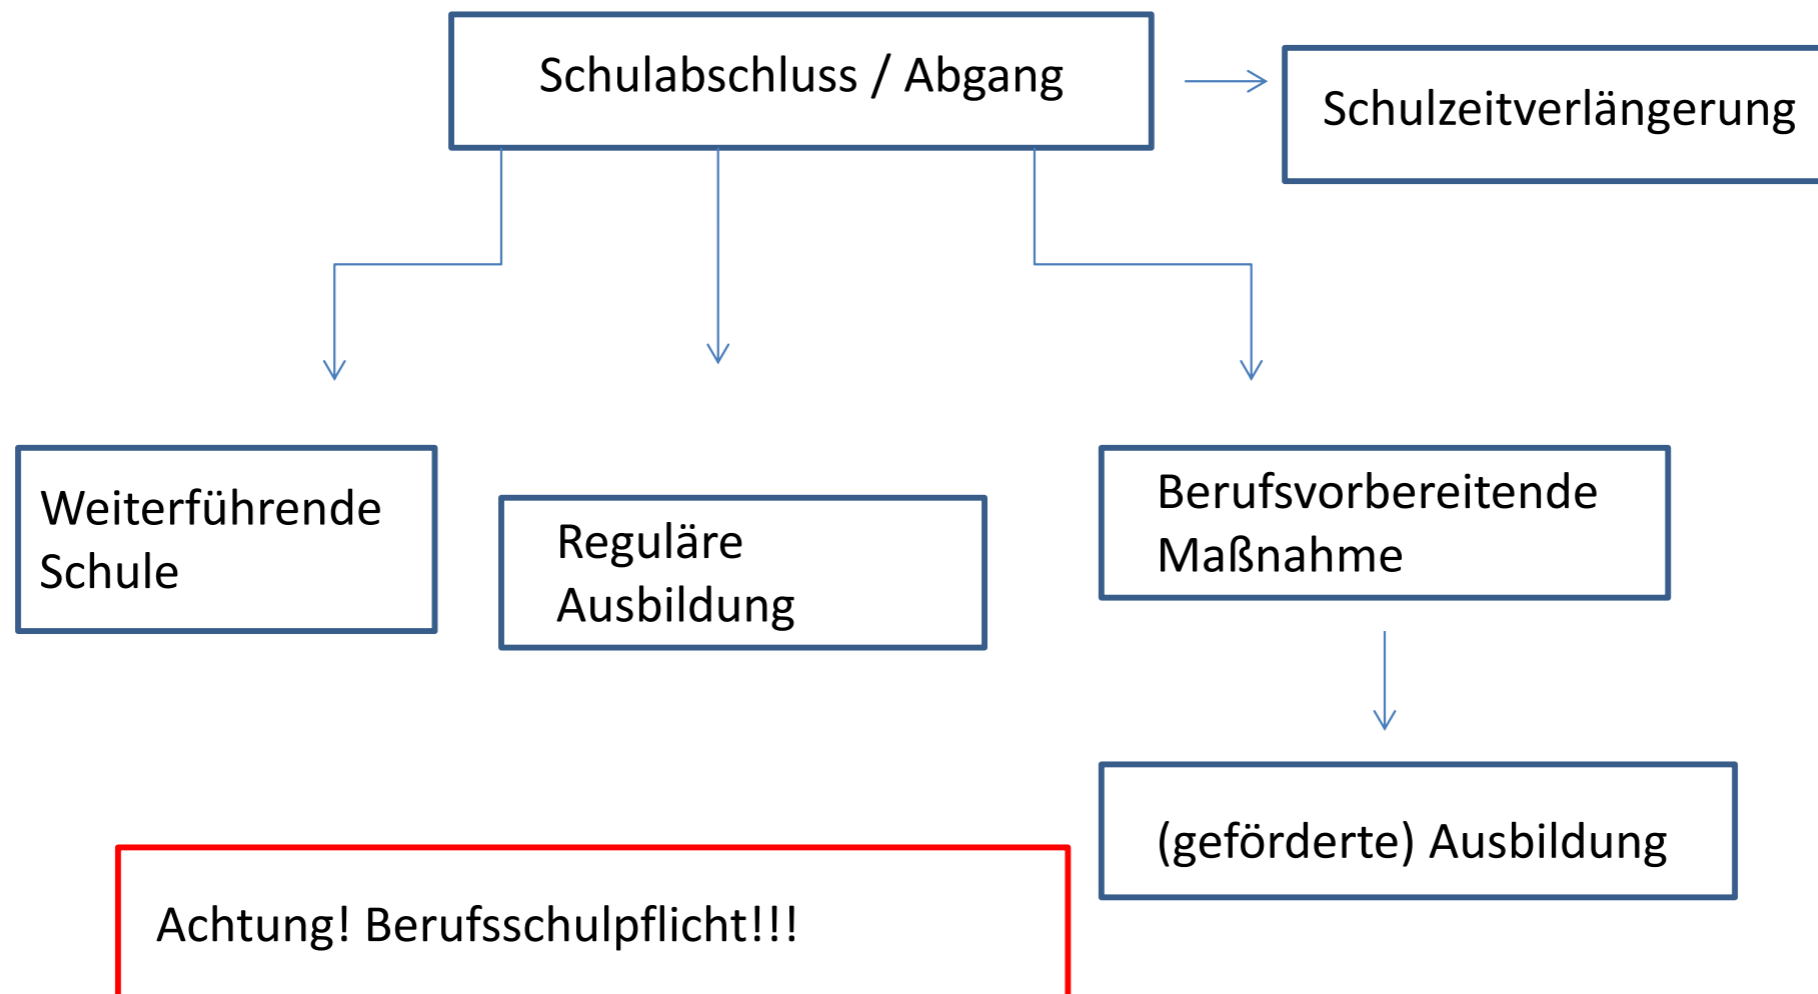 Schulabschluss / Abgang
Schulzeitverlängerung
Weiterführende
Schule
Reguläre
Ausbildung
Berufsvorbereitende
Maßnahme
(geförderte) Ausbildung
Achtung! Berufsschulpflicht!!!